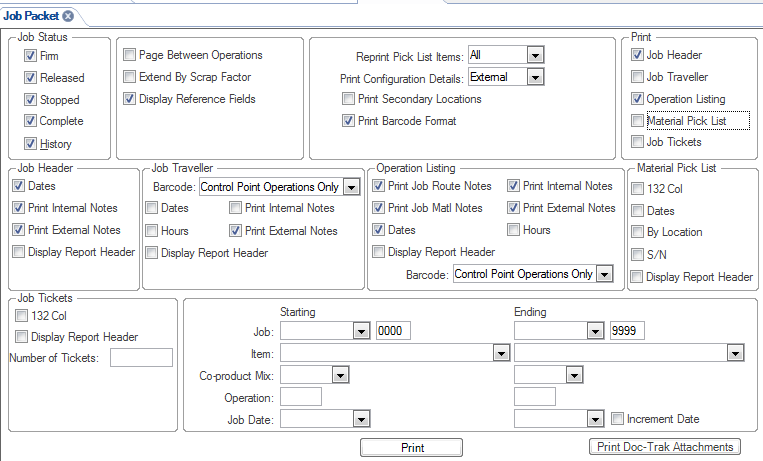 Job Packet
Job Status
Firm
Released
Stopped
Complete
History
Page Between Operations
Extend By Scrap Factor
Display Reference Fields
Reprint Pick List Items: All
Print Configuration Details: External
Print Secondary Locations
Print Barcode Format
Print
Job Header
Job Traveller
Operation Listing
Material Pick List
Job Tickets
Job Header
Dates
Print Internal Notes
Print External Notes
Display Report Header
Job Traveller
Barcode: Control Point Operations Only
Dates Print Internal Notes
Hours Print External Notes
Display Report Header
Operation Listing
Print Job Route Notes Print Internal Notes
Print Job Matl Notes Print External Notes
Dates Hours
Display Report Header
Barcode: Control Point Operations Only
Material Pick List
132 Col
Dates
By Location
S/N
Display Report Header
Job Tickets
132 Col
Display Report Header
Number of Tickets:
Starting Ending
Job: 0000 9999
Item:
Co-product Mix:
Operation:
Job Date: Increment Date
Print Print Doc-Trak Attachments